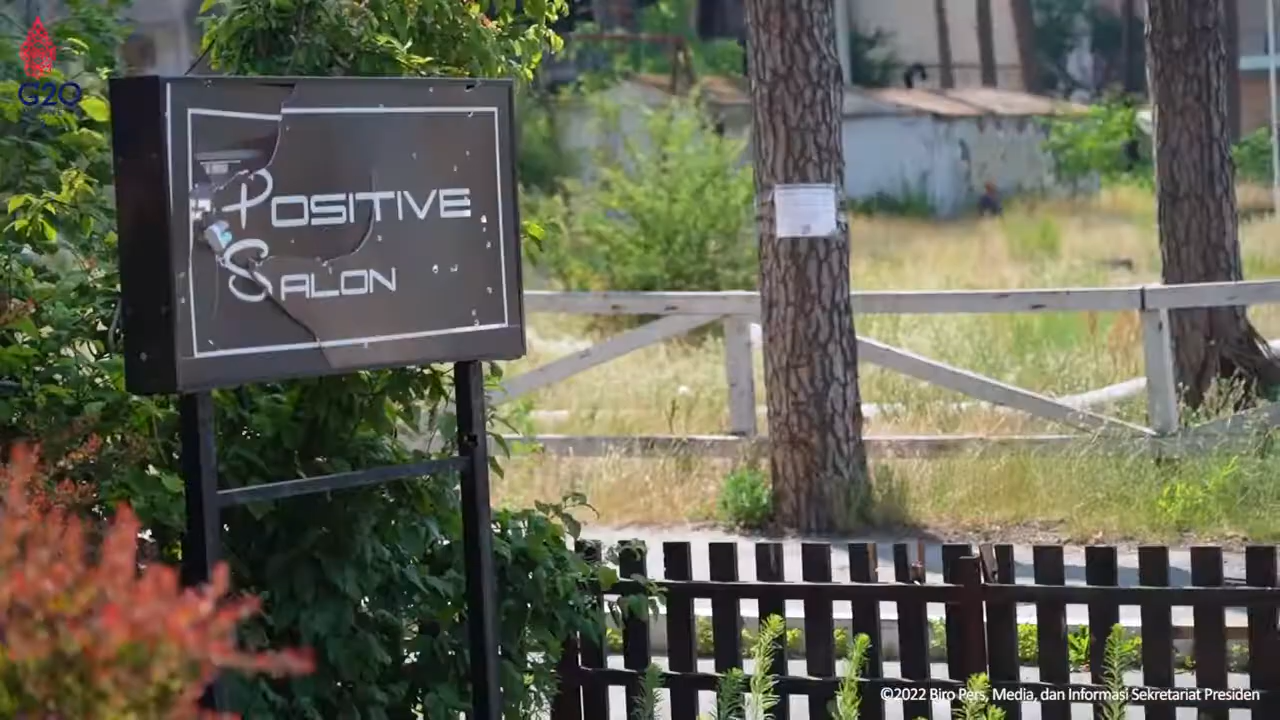 G20
POSITIVE
SALON
©2022 Biro Pers, Media, dan Informasi Sekretariat Presiden